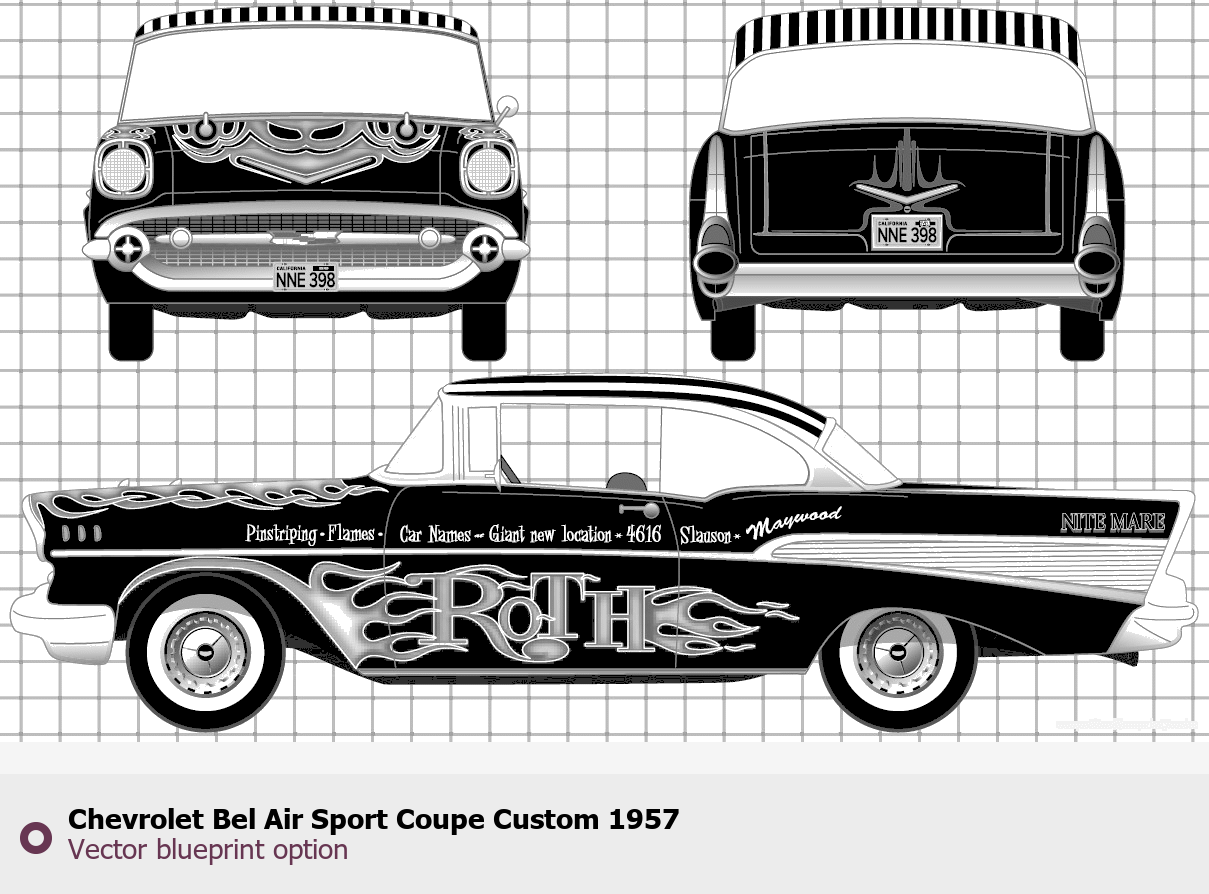 CALIFORNIA
NNE 398
CALIFORNIA
NNE 398
Pinstriping - Flames - Car Names ~ Giant new location * 4616 Slauson * Maywood
NITE MARE
ROTH
Chevrolet Bel Air Sport Coupe Custom 1957
Vector blueprint option